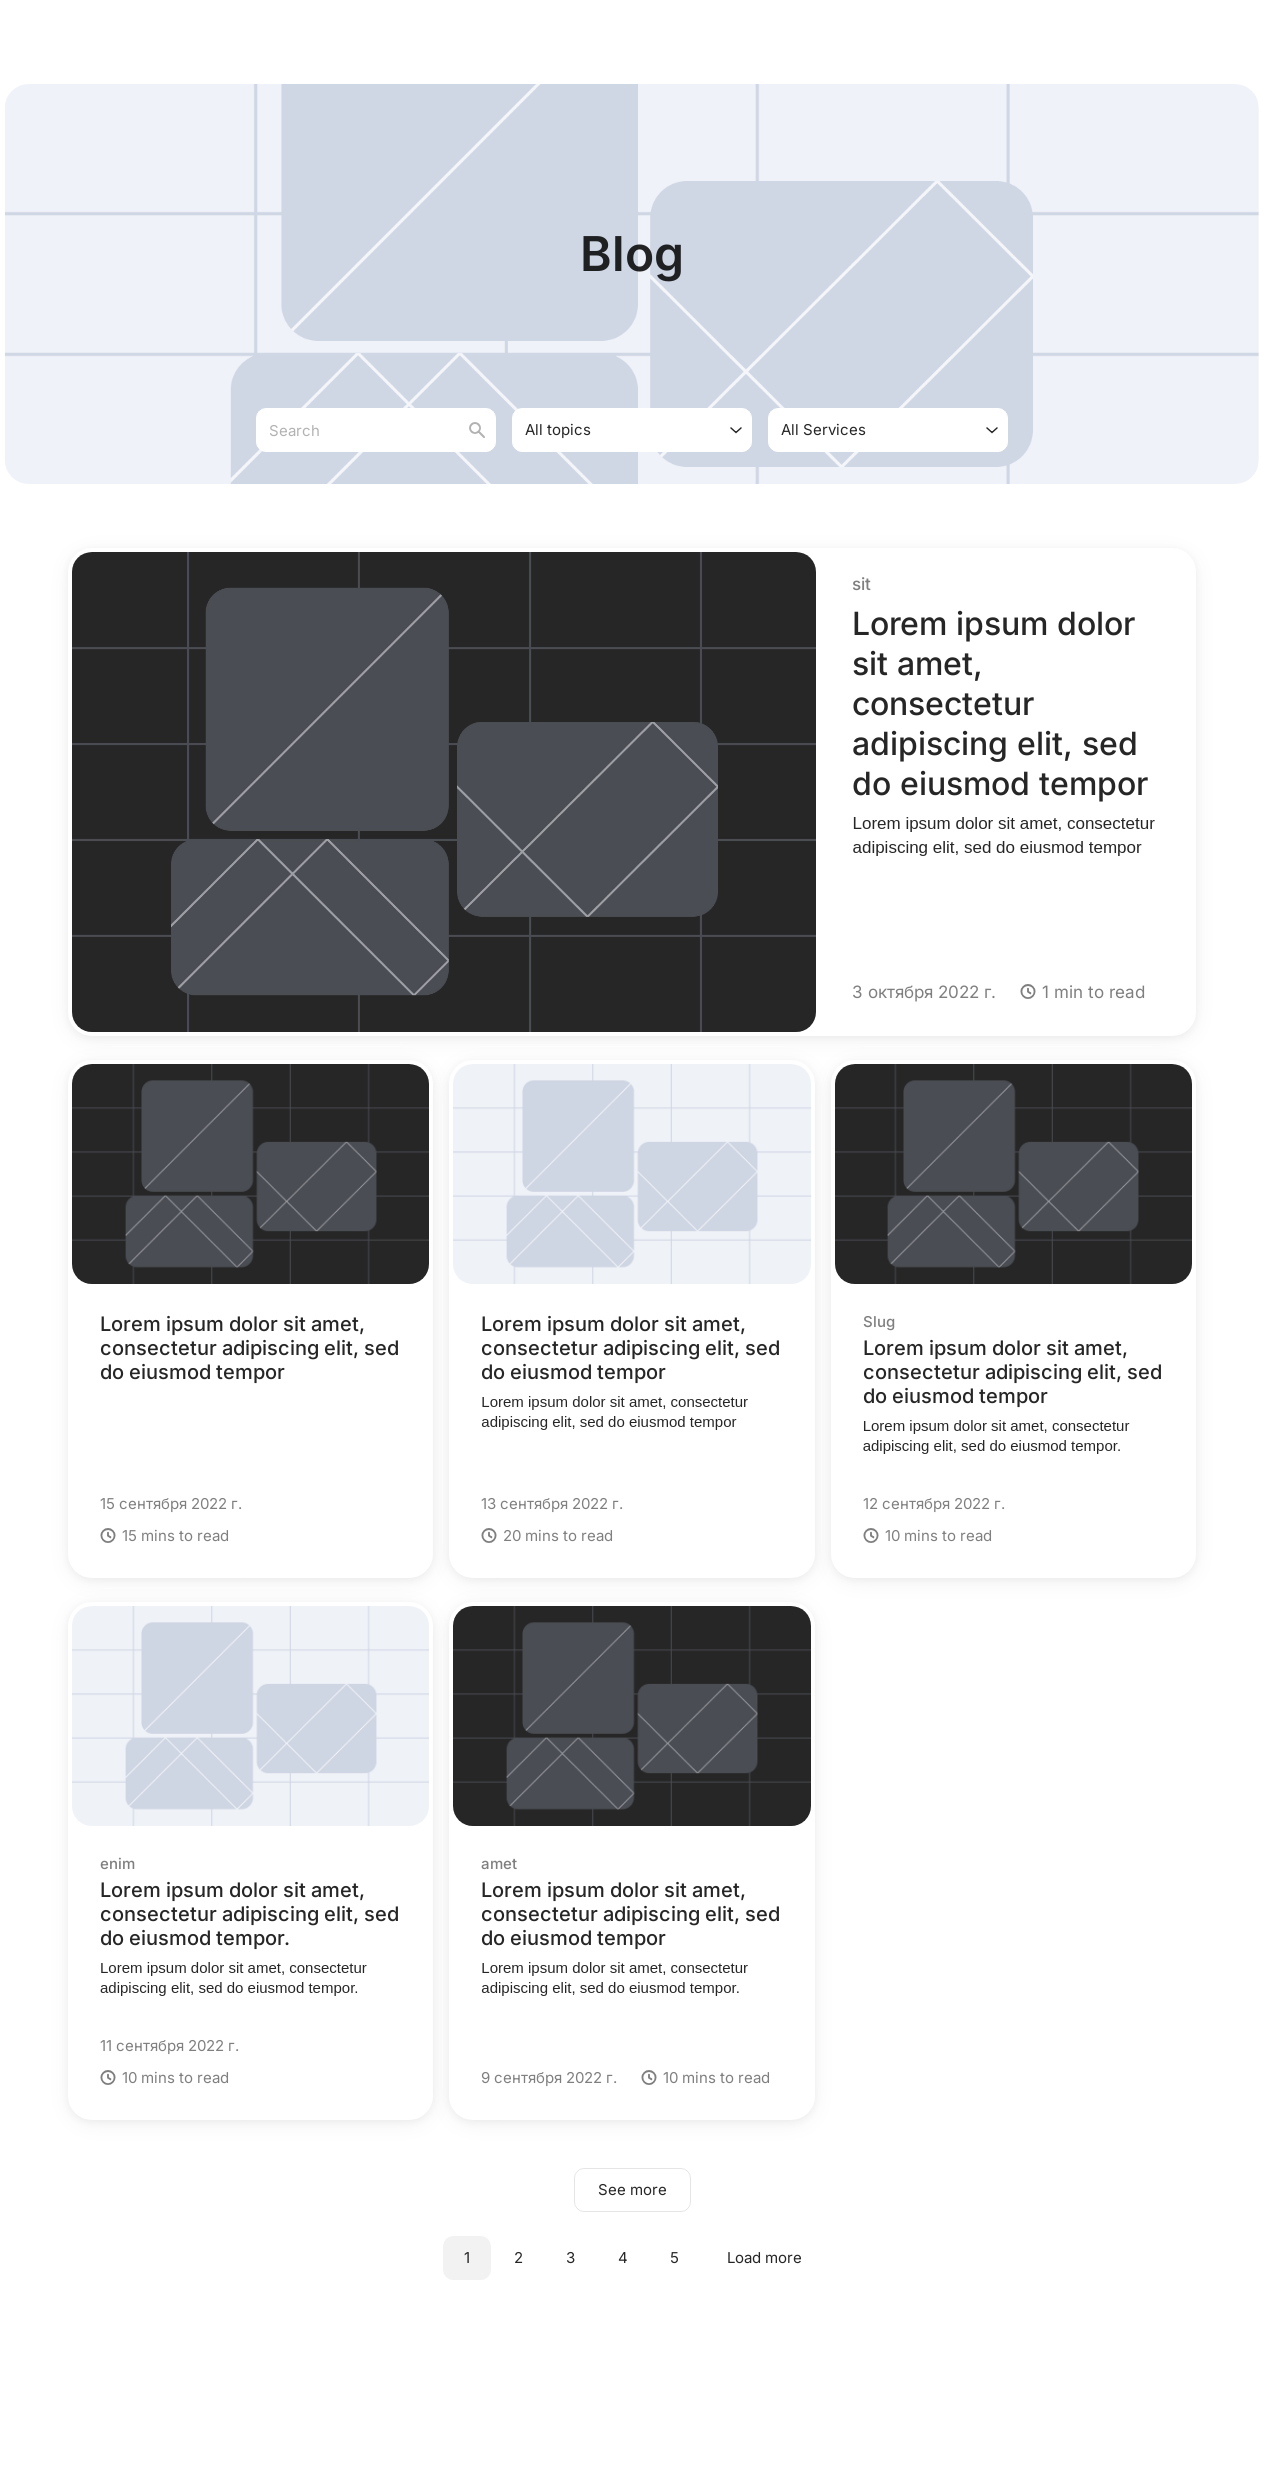 Blog
Search
All topics
All Services
sit
Lorem ipsum dolor
sit amet,
consectetur
adipiscing elit, sed
do eiusmod tempor
Lorem ipsum dolor sit amet, consectetur
adipiscing elit, sed do eiusmod tempor
3 октября 2022 г.
1 min to read
Lorem ipsum dolor sit amet,
consectetur adipiscing elit, sed
do eiusmod tempor
15 сентября 2022 г.
15 mins to read
Lorem ipsum dolor sit amet,
consectetur adipiscing elit, sed
do eiusmod tempor
Lorem ipsum dolor sit amet, consectetur
adipiscing elit, sed do eiusmod tempor
13 сентября 2022 г.
20 mins to read
Slug
Lorem ipsum dolor sit amet,
consectetur adipiscing elit, sed
do eiusmod tempor
Lorem ipsum dolor sit amet, consectetur
adipiscing elit, sed do eiusmod tempor.
12 сентября 2022 г.
10 mins to read
enim
Lorem ipsum dolor sit amet,
consectetur adipiscing elit, sed
do eiusmod tempor.
Lorem ipsum dolor sit amet, consectetur
adipiscing elit, sed do eiusmod tempor.
11 сентября 2022 г.
10 mins to read
amet
Lorem ipsum dolor sit amet,
consectetur adipiscing elit, sed
do eiusmod tempor
Lorem ipsum dolor sit amet, consectetur
adipiscing elit, sed do eiusmod tempor.
9 сентября 2022 г.
10 mins to read
See more
1 2 3 4 5 Load more